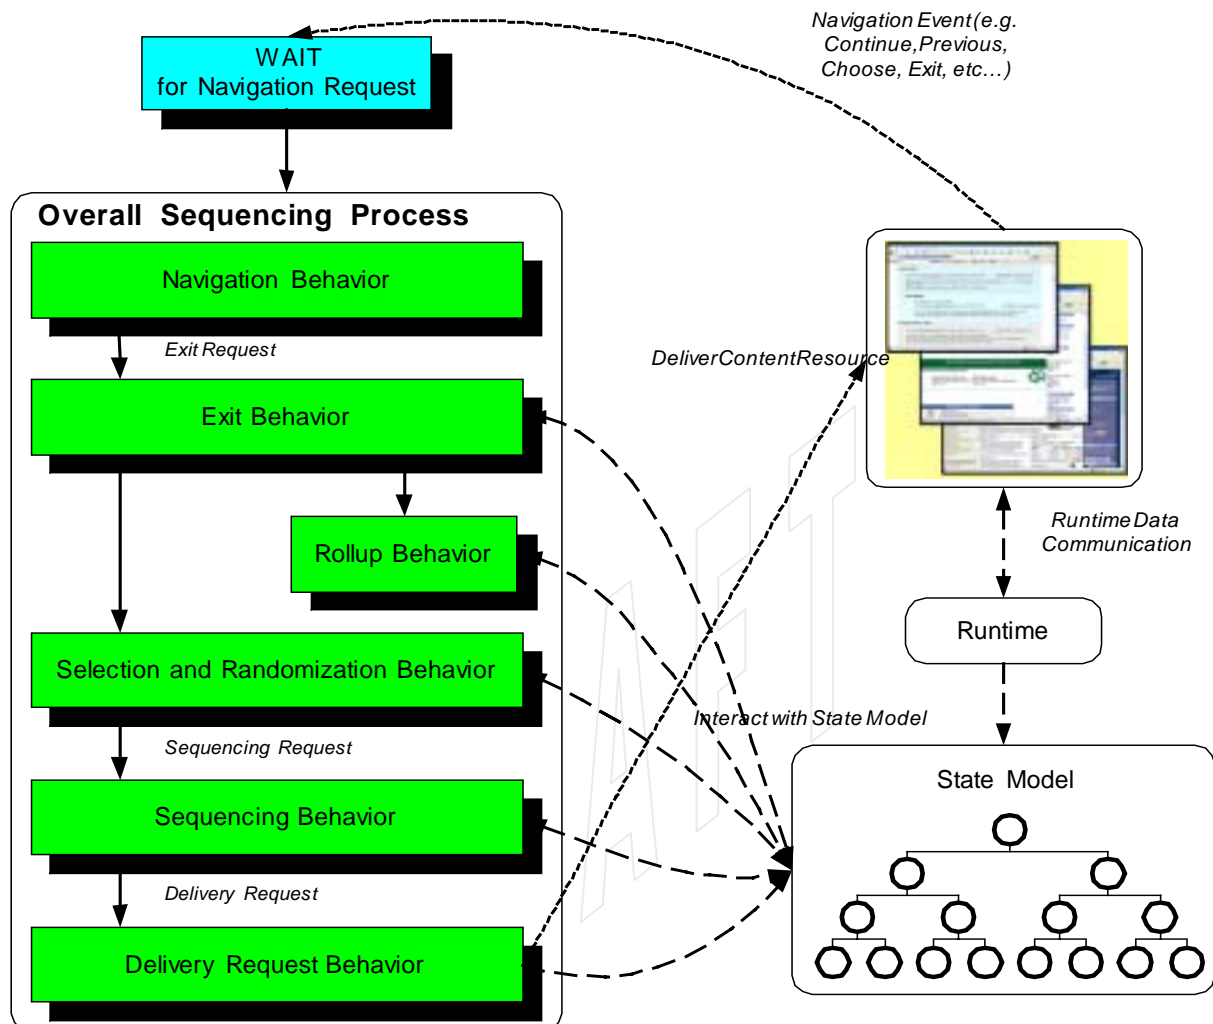 Navigation Event (e.g.
Continue, Previous,
Choose, Exit, etc…)
WAIT
for Navigation Request
Overall Sequencing Process
Navigation Behavior
Exit Request
DeliverContentResource
Exit Behavior
Rollup Behavior
Runtime Data
Communication
Runtime
Selection and Randomization Behavior
Interact with State Model
Sequencing Request
State Model
Sequencing Behavior
Delivery Request
Delivery Request Behavior
AFT